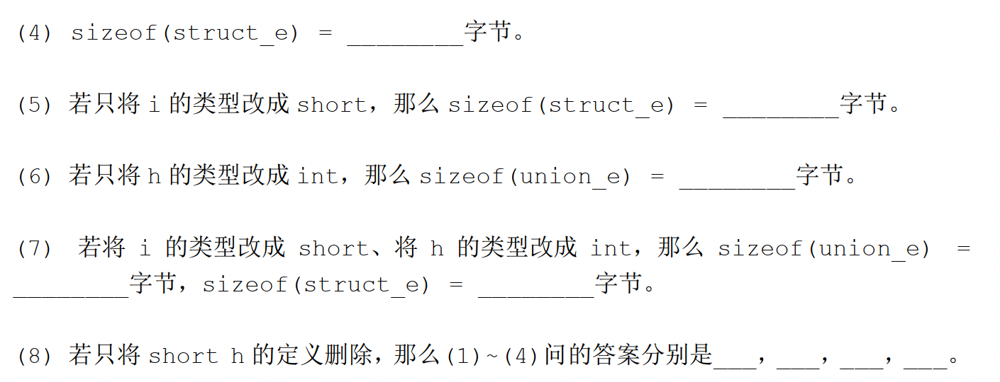 (4) sizeof(struct_e) = ________字节。
(5) 若只将 i 的类型改成 short，那么 sizeof(struct_e) = ________字节。
(6) 若只将 h 的类型改成 int，那么 sizeof(union_e) = ________字节。
(7) 若将 i 的类型改成 short、将 h 的类型改成 int，那么 sizeof(union_e) =
________字节，sizeof(struct_e) = ________字节。
(8) 若只将 short h 的定义删除，那么(1)~(4)问的答案分别是___，___，___，___。